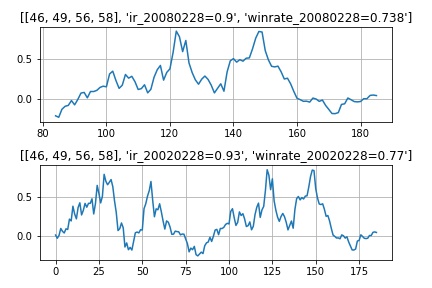 [[46, 49, 56, 58], 'ir_20080228=0.9', 'winrate_20080228=0.738']
0.5
0.0
80 100 120 140 160 180
[[46, 49, 56, 58], 'ir_20020228=0.93', 'winrate_20020228=0.77']
0.5
0.0
0 25 50 75 100 125 150 175